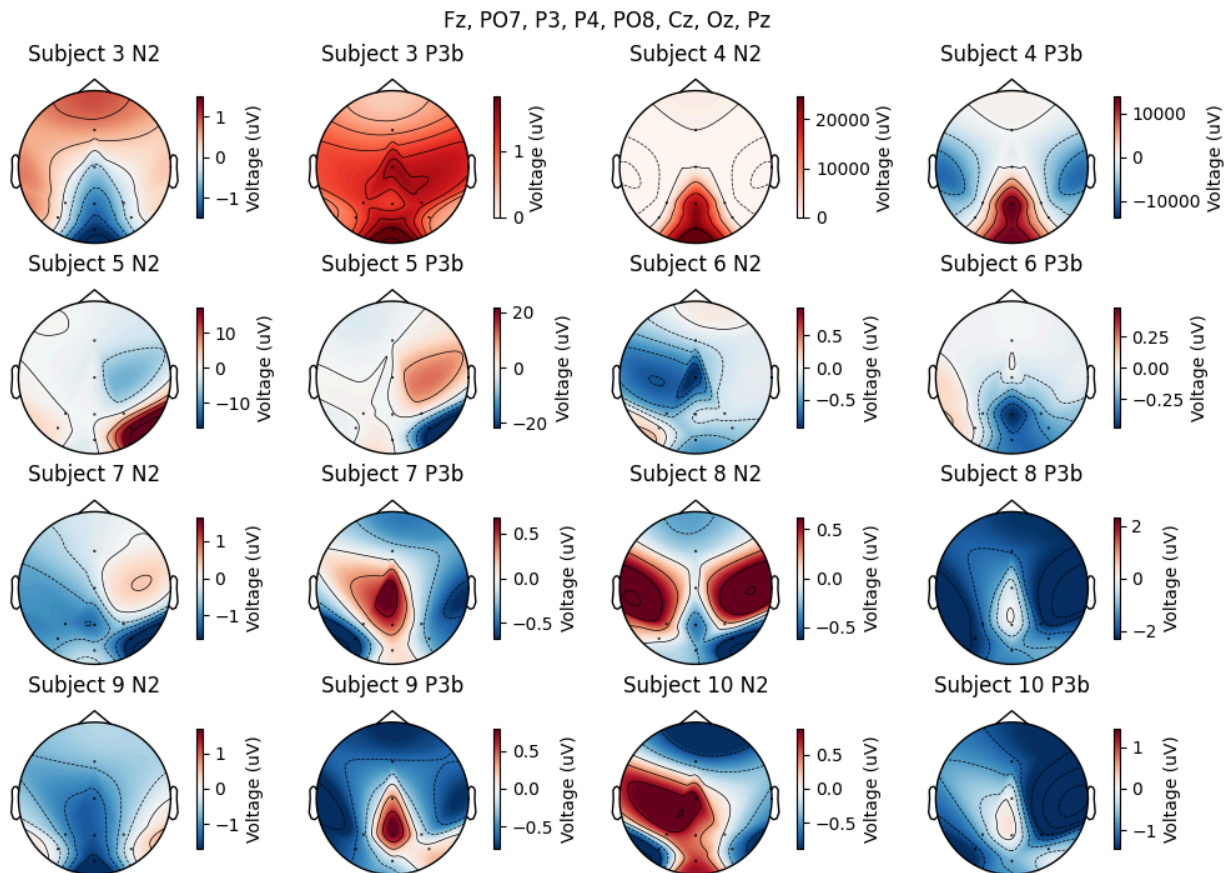 Fz, PO7, P3, P4, PO8, Cz, Oz, Pz
Subject 3 N2
Subject 3 P3b
Subject 4 N2
Subject 4 P3b
1
0
−1
Voltage (uV)
1
0
Voltage (uV)
20000
10000
0
Voltage (uV)
10000
0
−10000
Voltage (uV)
Subject 5 N2
Subject 5 P3b
Subject 6 N2
Subject 6 P3b
10
0
−10
Voltage (uV)
20
0
−20
Voltage (uV)
0.5
0.0
−0.5
Voltage (uV)
0.25
0.00
−0.25
Voltage (uV)
Subject 7 N2
Subject 7 P3b
Subject 8 N2
Subject 8 P3b
1
0
−1
Voltage (uV)
0.5
0.0
−0.5
Voltage (uV)
0.5
0.0
−0.5
Voltage (uV)
2
0
−2
Voltage (uV)
Subject 9 N2
Subject 9 P3b
Subject 10 N2
Subject 10 P3b
1
0
−1
Voltage (uV)
0.5
0.0
−0.5
Voltage (uV)
0.5
0.0
−0.5
Voltage (uV)
1
0
−1
Voltage (uV)